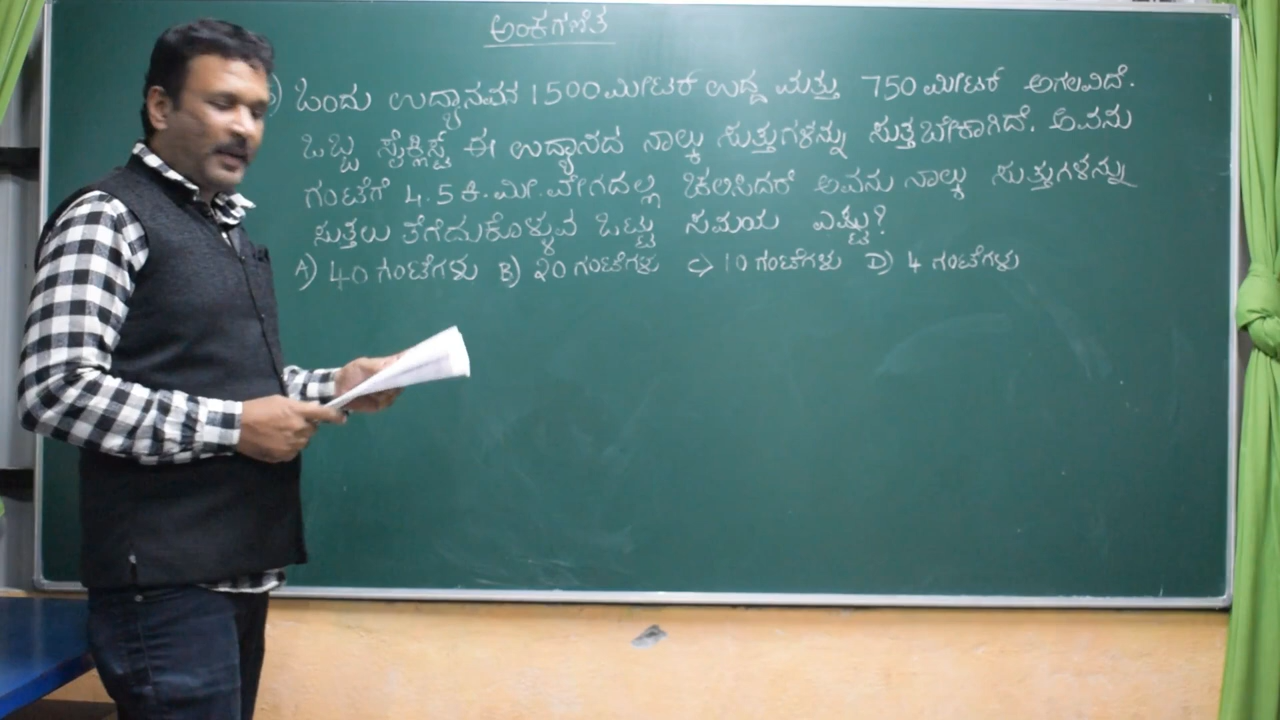 ಅಂಕಗಣಿತ
) ಒಂದು ಉದ್ಯಾನವನ 1500 ಮೀಟರ್ ಉದ್ದ ಮತ್ತು 750 ಮೀಟರ್ ಅಗಲವಿದೆ.
ಒಬ್ಬ ಸೈಕ್ಲಿಸ್ಟ್ ಈ ಉದ್ಯಾನದ ನಾಲ್ಕು ಸುತ್ತುಗಳನ್ನು ಸುತ್ತಬೇಕಾಗಿದೆ. ಅವನು
ಗಂಟೆಗೆ 4.5 ಕಿ.ಮೀ ವೇಗದಲ್ಲಿ ಚಲಿಸಿದರೆ ಅವನು ನಾಲ್ಕು ಸುತ್ತುಗಳನ್ನು
ಸುತ್ತಲು ತೆಗೆದುಕೊಳ್ಳುವ ಒಟ್ಟು ಸಮಯ ಎಷ್ಟು?
A) 40 ಗಂಟೆಗಳು B) 20 ಗಂಟೆಗಳು C) 10 ಗಂಟೆಗಳು D) 4 ಗಂಟೆಗಳು